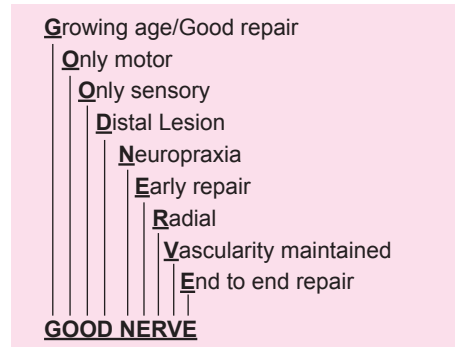 Growing age/Good repair
Only motor
Only sensory
Distal Lesion
Neuropraxia
Early repair
Radial
Vascularity maintained
End to end repair
GOOD NERVE